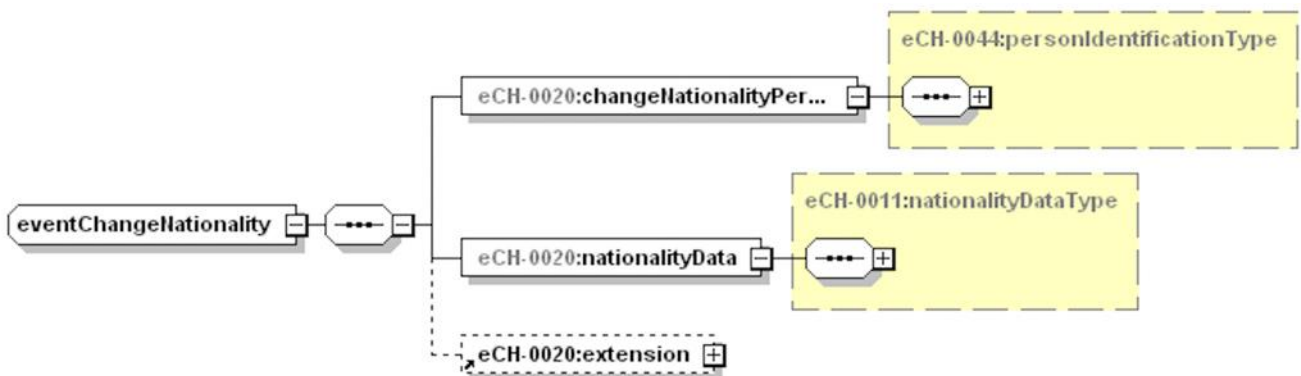 eCH-0044:personIdentificationType
eCH-0020:changeNationalityPer...
eCH-0011:nationalityDataType
eventChangeNationality
eCH-0020:nationalityData
eCH-0020:extension